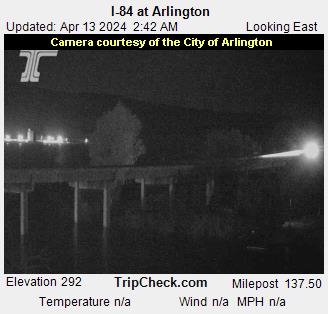 I-84 at Arlington
Updated: Apr 13 2024 2:42 AM Looking East
Camera courtesy of the City of Arlington
Elevation 292 TripCheck.com Milepost 137.50
Temperature n/a Wind n/a MPH n/a